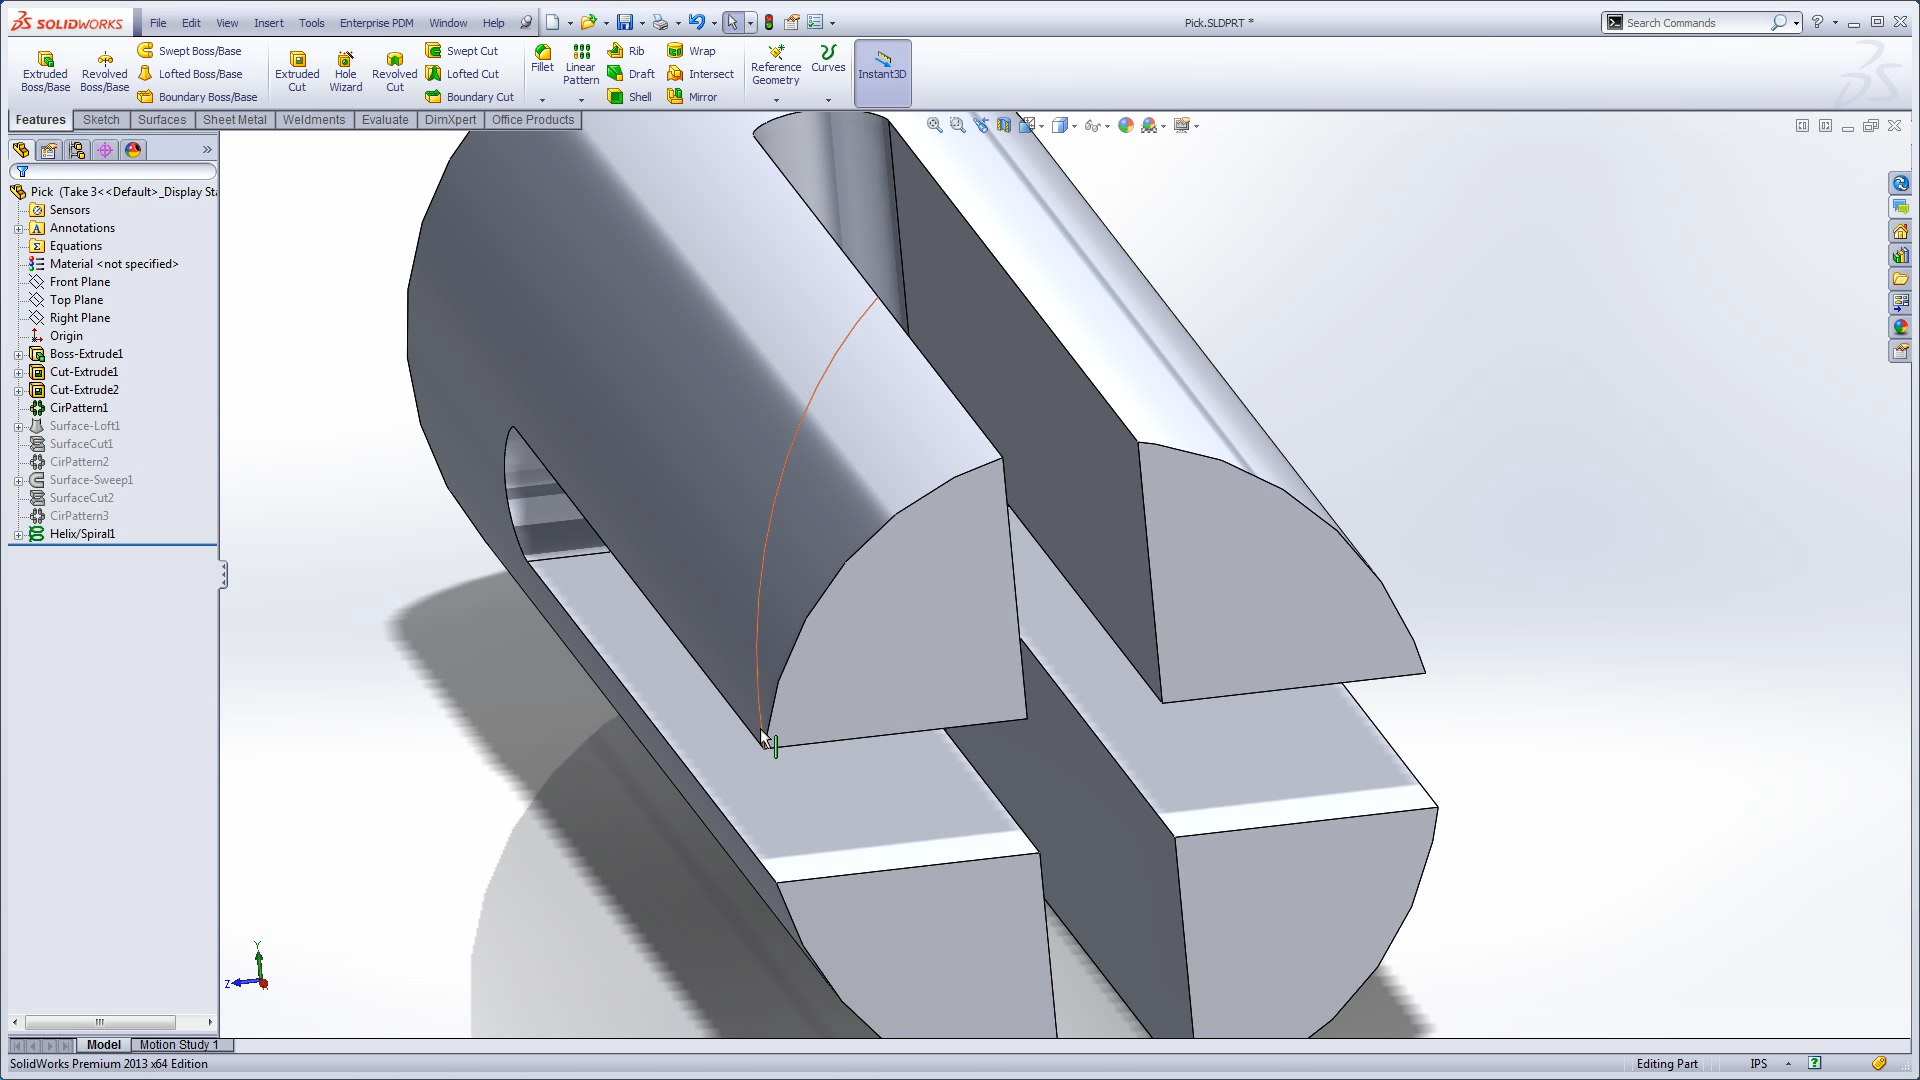 SOLIDWORKS File Edit View Insert Tools Enterprise PDM Window Help Pick.SLDPRT * Search Commands ?
Extruded Boss/Base
Revolved Boss/Base
Swept Boss/Base
Lofted Boss/Base
Boundary Boss/Base
Extruded Cut
Hole Wizard
Revolved Cut
Swept Cut
Lofted Cut
Boundary Cut
Fillet
Linear Pattern
Rib
Draft
Shell
Wrap
Intersect
Mirror
Reference Geometry
Curves
Instant3D
Features Sketch Surfaces Sheet Metal Weldments Evaluate DimXpert Office Products
Pick (Take 3<<Default>_Display Sta
Sensors
Annotations
Equations
Material <not specified>
Front Plane
Top Plane
Right Plane
Origin
Boss-Extrude1
Cut-Extrude1
Cut-Extrude2
CirPattern1
Surface-Loft1
SurfaceCut1
CirPattern2
Surface-Sweep1
SurfaceCut2
CirPattern3
Helix/Spiral1
Y
Z
Model Motion Study 1
SolidWorks Premium 2013 x64 Edition Editing Part IPS ?